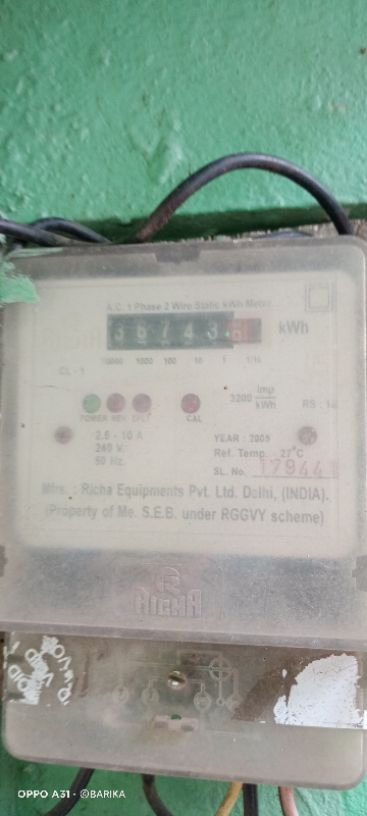 A.C. 1 Phase 2 Wire Static kWh Meter
36743. kWh
10000 1000 100 10 1 1/10
CL - 1
3200 imp/kWh
POWER REV. CAL
2.5 - 10 A
240 V.
50 Hz.
YEAR :
Ref. Temp. 27°C
SL. No. 17944
Mfrs. : Richa Equipments Pvt. Ltd. Delhi, (INDIA).
(Property of Me. S.E.B. under RGGVY scheme)
RICHA
VOID
OPPO A31 · @BARIKA